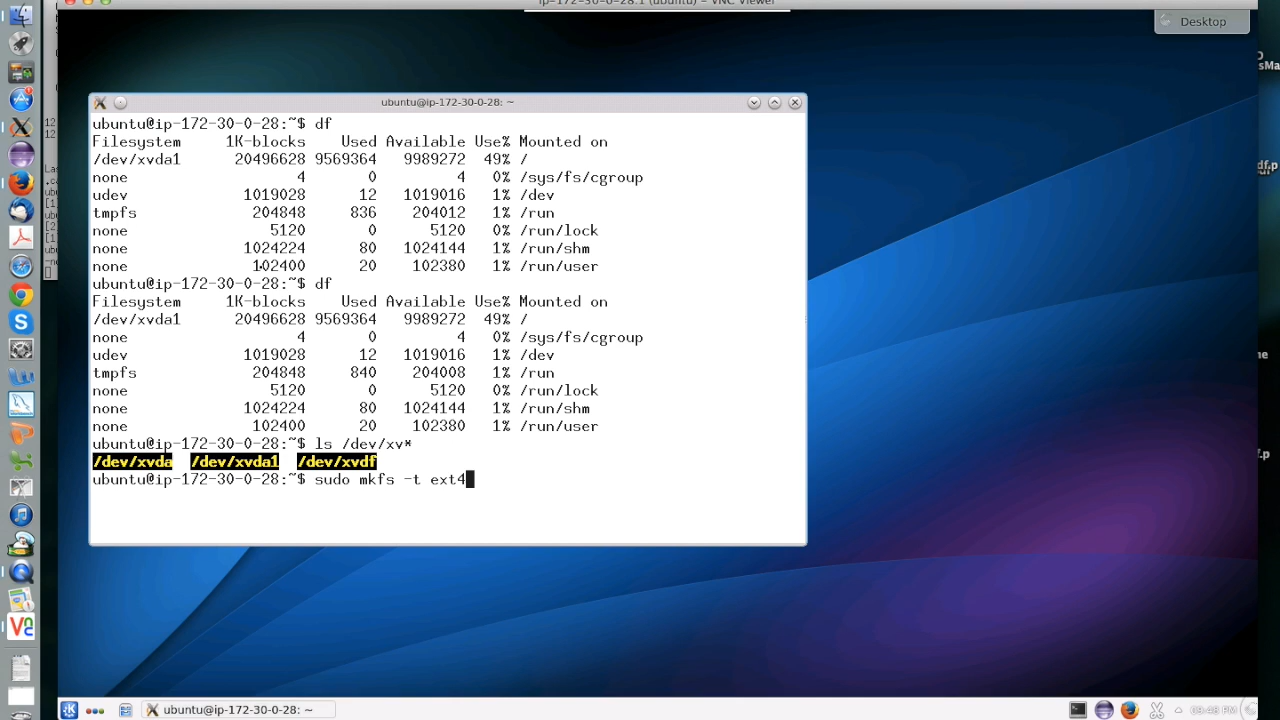 ip-172-30-0-28:1 (ubuntu) – VNC Viewer
Desktop
ubuntu@ip-172-30-0-28: ~
ubuntu@ip-172-30-0-28:~$ df
Filesystem 1K-blocks Used Available Use% Mounted on
/dev/xvda1 20496628 9569364 9989272 49% /
none 4 0 4 0% /sys/fs/cgroup
udev 1019028 12 1019016 1% /dev
tmpfs 204848 836 204012 1% /run
none 5120 0 5120 0% /run/lock
none 1024224 80 1024144 1% /run/shm
none 102400 20 102380 1% /run/user
ubuntu@ip-172-30-0-28:~$ df
Filesystem 1K-blocks Used Available Use% Mounted on
/dev/xvda1 20496628 9569364 9989272 49% /
none 4 0 4 0% /sys/fs/cgroup
udev 1019028 12 1019016 1% /dev
tmpfs 204848 840 204008 1% /run
none 5120 0 5120 0% /run/lock
none 1024224 80 1024144 1% /run/shm
none 102400 20 102380 1% /run/user
ubuntu@ip-172-30-0-28:~$ ls /dev/xv*
/dev/xvda /dev/xvda1 /dev/xvdf
ubuntu@ip-172-30-0-28:~$ sudo mkfs -t ext4
ubuntu@ip-172-30-0-28: ~
09:48 PM